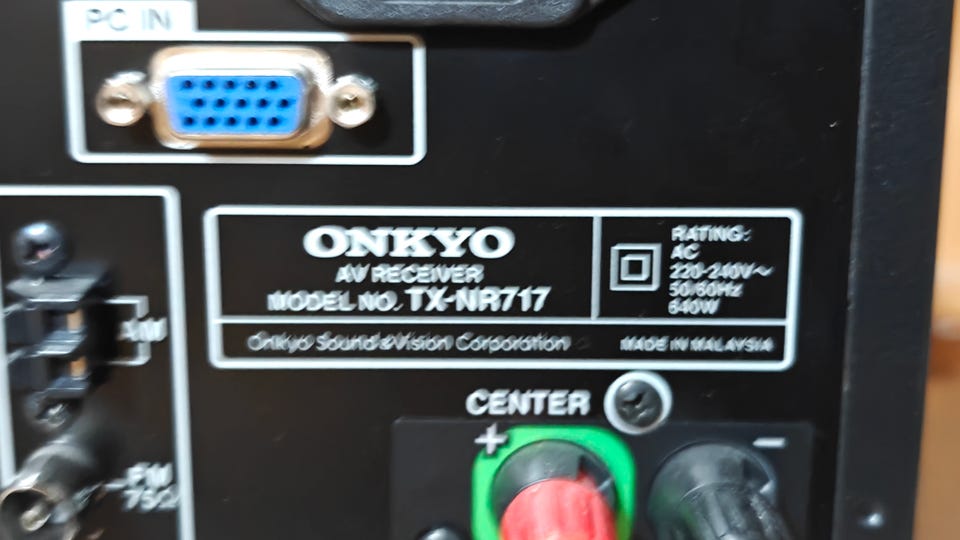 PC IN
ONKYO
AV RECEIVER
MODEL NO. TX-NR717
Onkyo Sound & Vision Corporation
RATING:
AC
220-240V~
50/60Hz
640W
MADE IN MALAYSIA
AM
CENTER
+
-
FM
75Ω